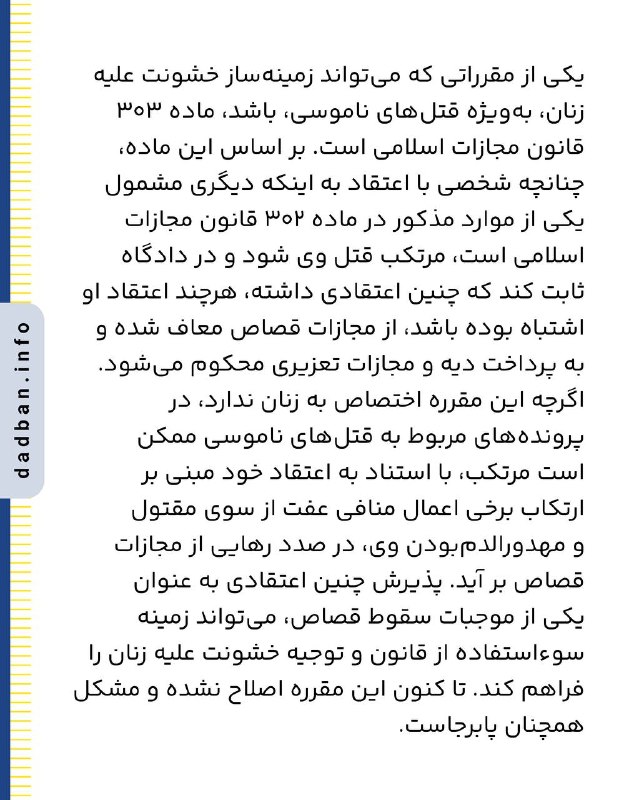 یکی از مقرراتی که می‌تواند زمینه‌ساز خشونت علیه
زنان، به‌ویژه قتل‌های ناموسی، باشد، ماده ۳۰۳
قانون مجازات اسلامی است. بر اساس این ماده،
چنانچه شخصی با اعتقاد به اینکه دیگری مشمول
یکی از موارد مذکور در ماده ۳۰۲ قانون مجازات
اسلامی است، مرتکب قتل وی شود و در دادگاه
ثابت کند که چنین اعتقادی داشته، هرچند اعتقاد او
اشتباه بوده باشد، از مجازات قصاص معاف شده و
به پرداخت دیه و مجازات تعزیری محکوم می‌شود.
اگرچه این مقرره اختصاص به زنان ندارد، در
پرونده‌های مربوط به قتل‌های ناموسی ممکن
است مرتکب، با استناد به اعتقاد خود مبنی بر
ارتکاب برخی اعمال منافی عفت از سوی مقتول
و مهدورالدم‌بودن وی، در صدد رهایی از مجازات
قصاص بر آید. پذیرش چنین اعتقادی به عنوان
یکی از موجبات سقوط قصاص، می‌تواند زمینه
سوءاستفاده از قانون و توجیه خشونت علیه زنان را
فراهم کند. تا کنون این مقرره اصلاح نشده و مشکل
همچنان پابرجاست.
dadban.info